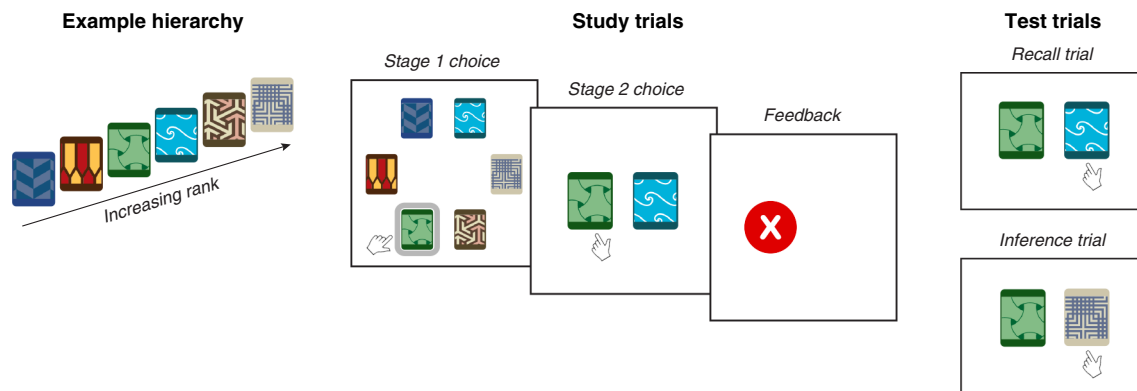 Example hierarchy
Increasing rank
Study trials
Stage 1 choice
Stage 2 choice
Feedback
X
Test trials
Recall trial
Inference trial